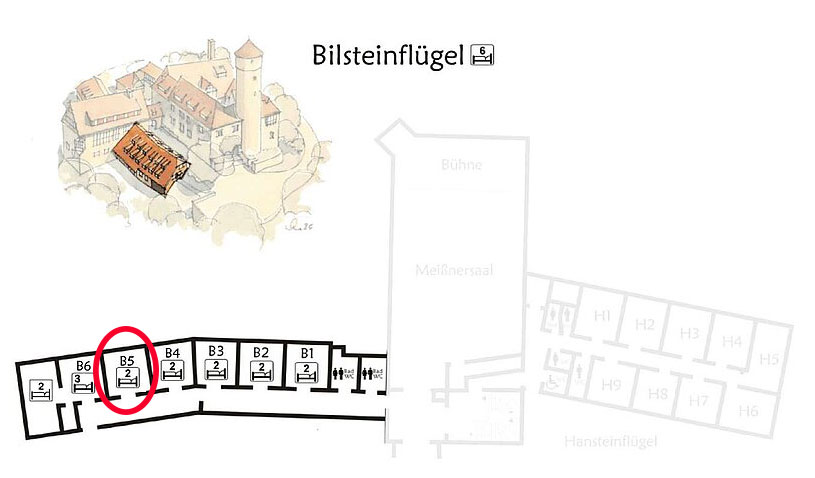 Bilsteinflügel 6
Bühne
Meißnersaal
B6
3
B5
2
B4
2
B3
2
B2
2
B1
2
2
Bad
WC
Bad
WC
H1
H2
H3
H4
H5
H9
H8
H7
H6
Hansteinflügel